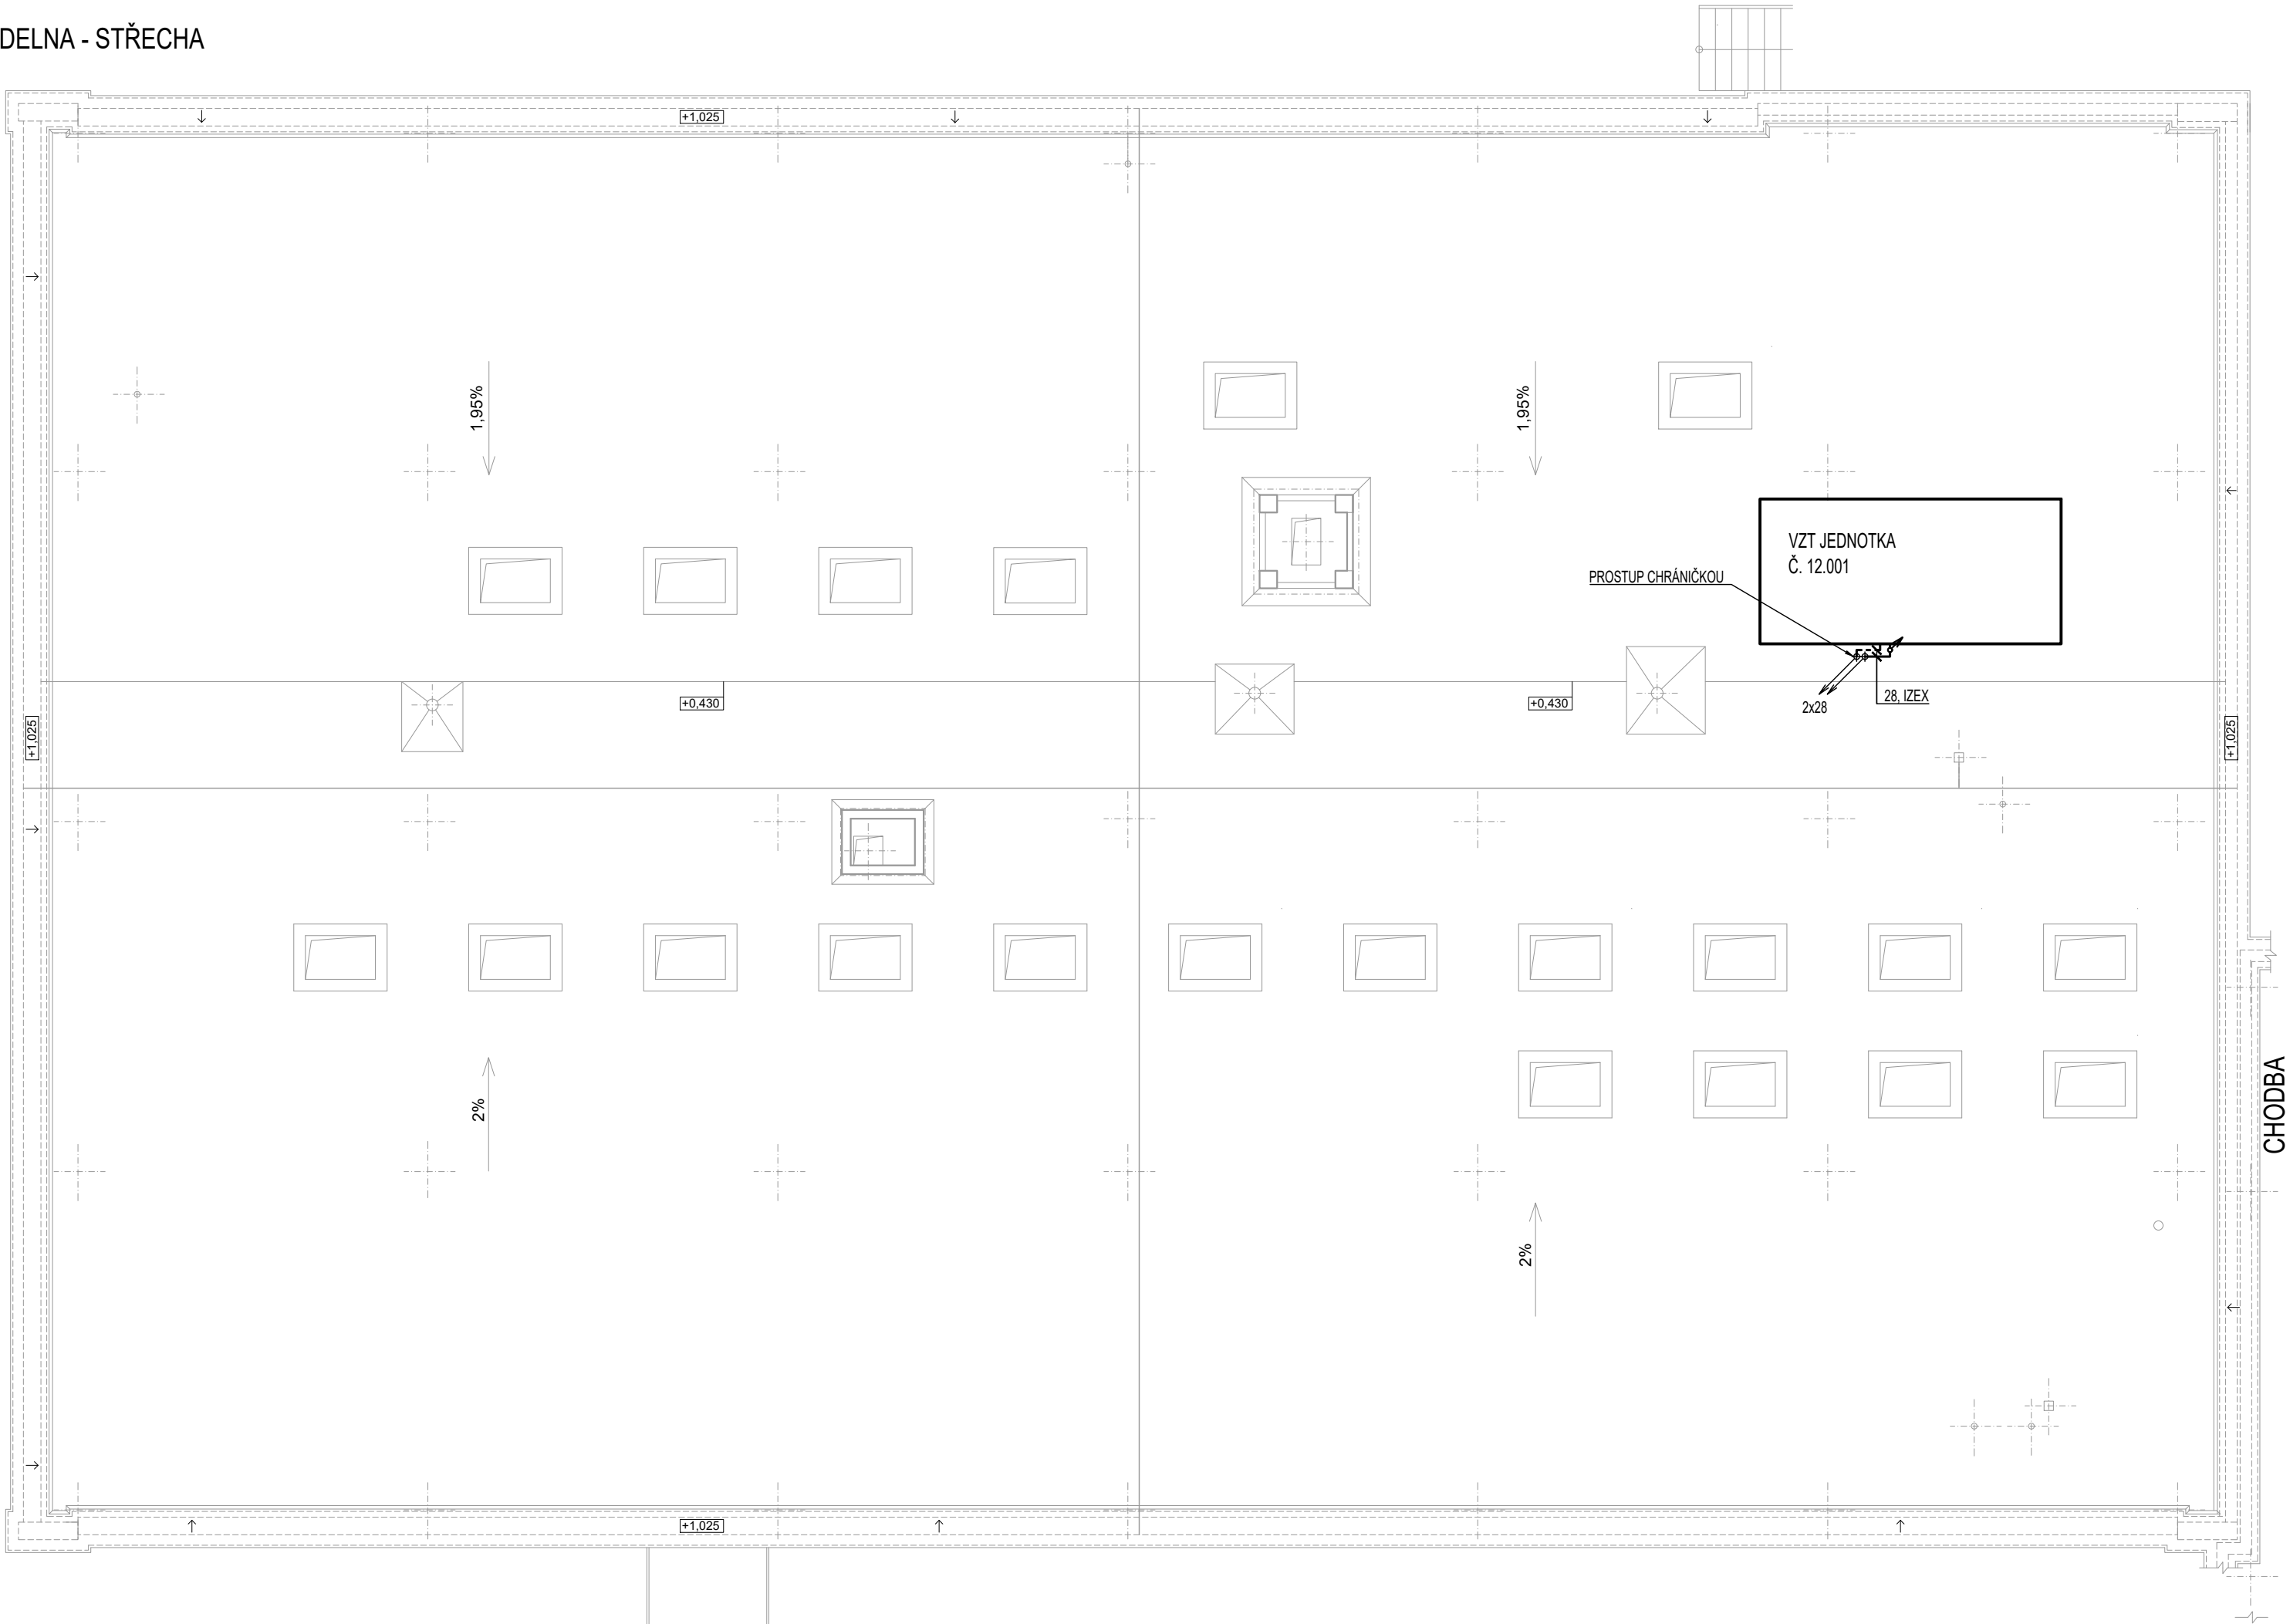 DELNA - STŘECHA
+1,025
1,95%
1,95%
VZT JEDNOTKA
Č. 12.001
PROSTUP CHRÁNIČKOU
2x28
28, IZEX
+0,430
+0,430
+1,025
+1,025
2%
2%
CHODBA
+1,025